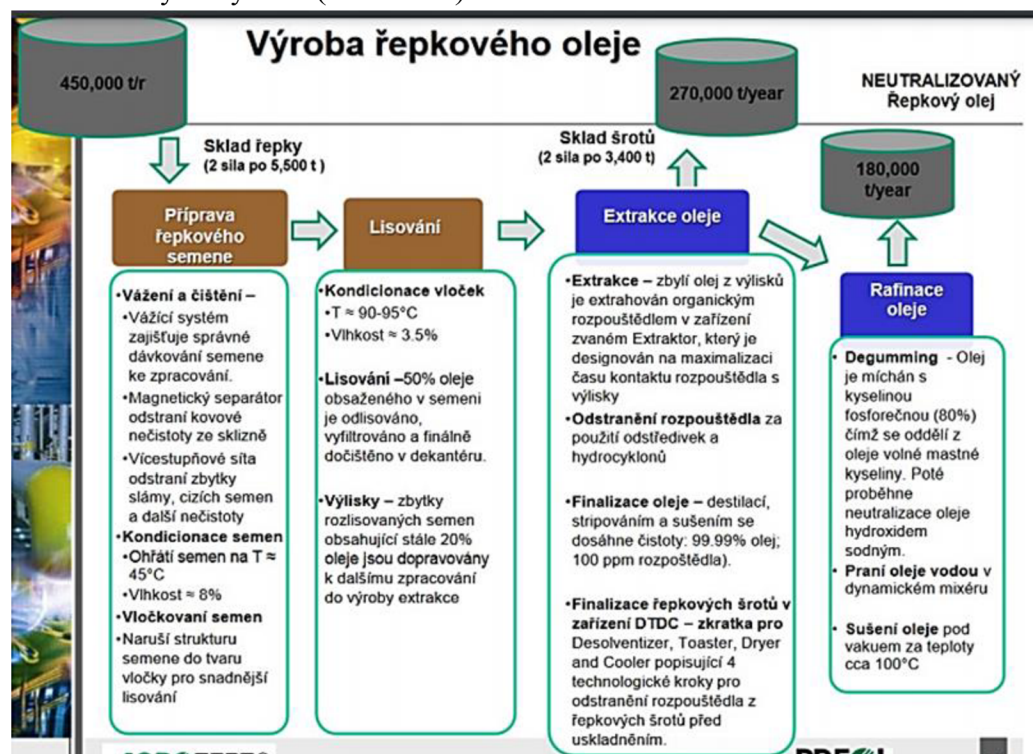 Výroba řepkového oleje
450,000 t/r
270,000 t/year
NEUTRALIZOVANÝ
Řepkový olej
Sklad řepky
(2 sila po 5,500 t )
Sklad šrotů
(2 sila po 3,400 t)
180,000
t/year
Příprava
řepkového
semene
Lisování
Extrakce oleje
Rafinace
oleje
•Vážení a čištění –
•Vážící systém
zajišťuje správné
dávkování semene
ke zpracování.
•Magnetický separátor
odstraní kovové
nečistoty ze sklizně
•Vícestupňové síta
odstraní zbytky
slámy, cizích semen
a další nečistoty
•Kondicionace semen
•Ohřátí semen na T ≈
45°C
•Vlhkost ≈ 8%
•Vločkovaní semen
•Naruší strukturu
semene do tvaru
vločky pro snadnější
lisování
•Kondicionace vloček
•T ≈ 90-95°C
•Vlhkost ≈ 3.5%
•Lisování –50% oleje
obsaženého v semeni
je odlisováno,
vyfiltrováno a finálně
dočištěno v dekantéru.
•Výlisky – zbytky
rozlisovaných semen
obsahující stále 20%
oleje jsou dopravovány
k dalšímu zpracování
do výroby extrakce
•Extrakce – zbylí olej z výlisků
je extrahován organickým
rozpouštědlem v zařízení
zvaném Extraktor, který je
designován na maximalizaci
času kontaktu rozpouštědla s
výlisky
•Odstranění rozpouštědla za
použití odstředivek a
hydrocyklonů
•Finalizace oleje – destilací,
stripováním a sušením se
dosáhne čistoty: 99.99% olej;
100 ppm rozpoštědla).
•Finalizace řepkových šrotů v
zařízení DTDC – zkratka pro
Desolventizer, Toaster, Dryer
and Cooler popisující 4
technologické kroky pro
odstranění rozpouštědla z
řepkových šrotů před
uskladněním.
• Degumming - Olej
je míchán s
kyselinou
fosforečnou (80%)
čímž se oddělí z
oleje volné mastné
kyseliny. Poté
proběhne
neutralizace oleje
hydroxidem
sodným.
• Praní oleje vodou v
dynamickém mixéru
• Sušení oleje pod
vakuem za teploty
cca 100°C